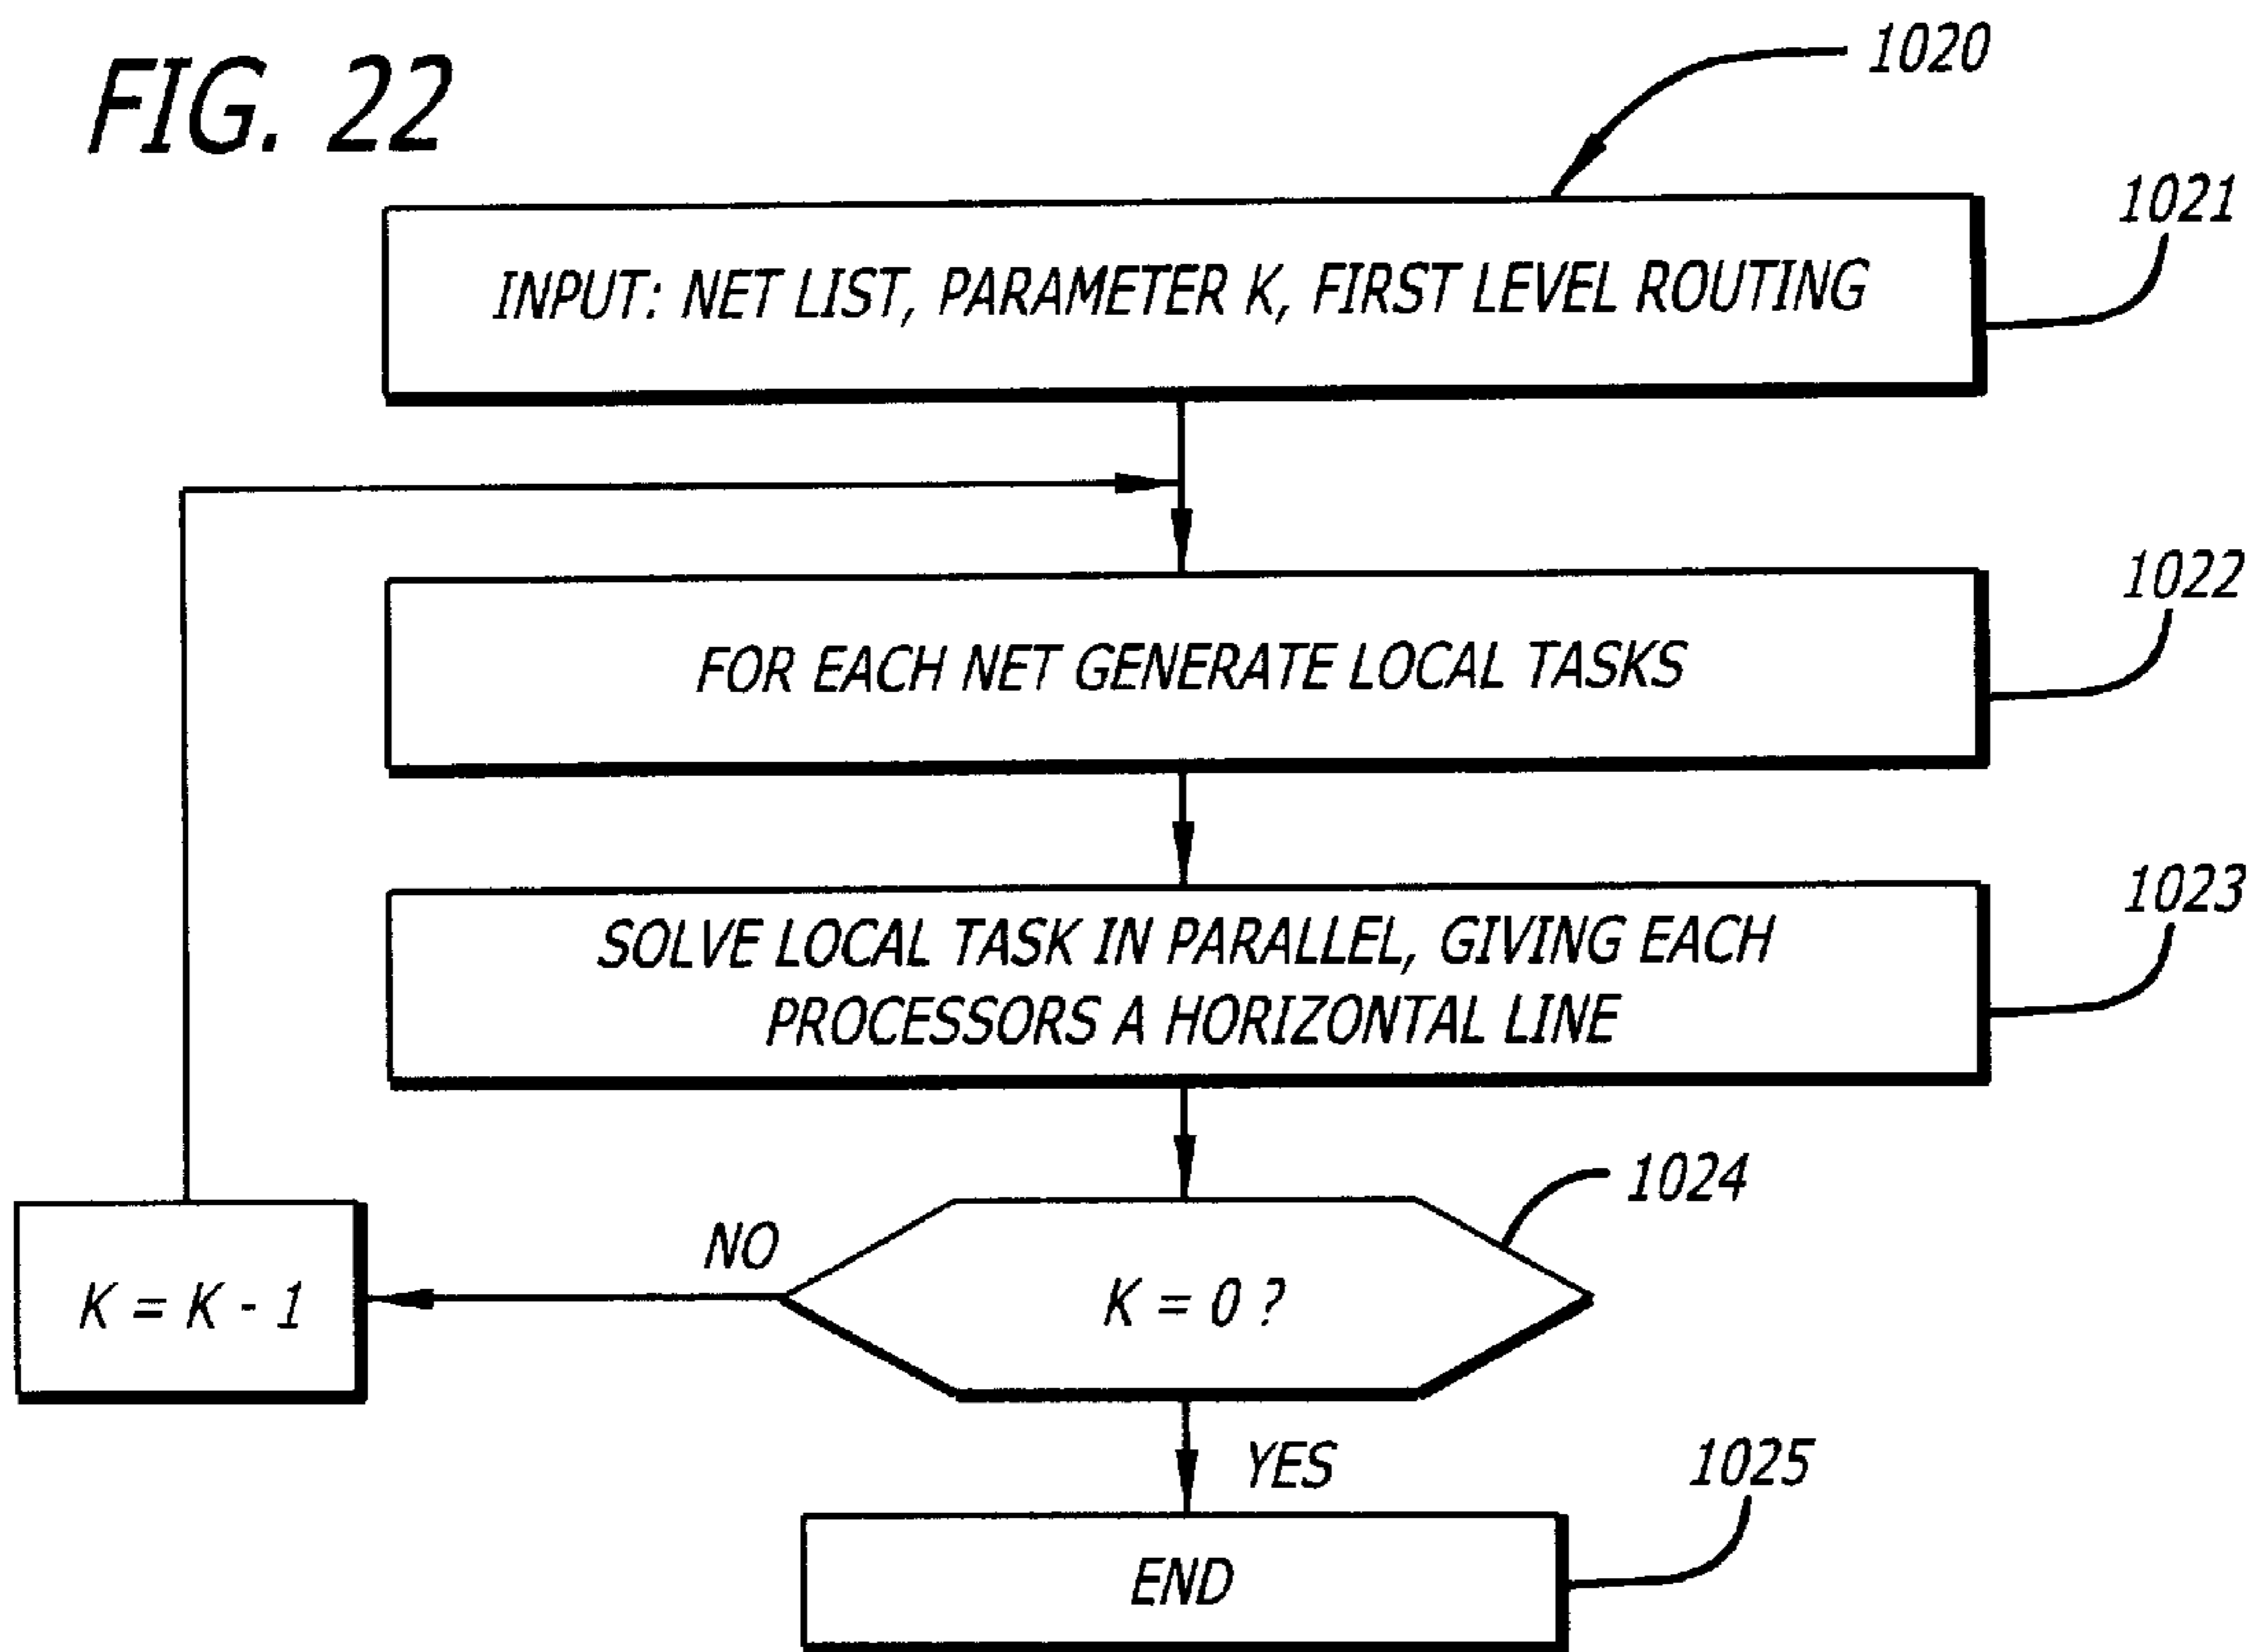 FIG. 22
1020
1021
INPUT: NET LIST, PARAMETER K, FIRST LEVEL ROUTING
1022
FOR EACH NET GENERATE LOCAL TASKS
1023
SOLVE LOCAL TASK IN PARALLEL, GIVING EACH
PROCESSORS A HORIZONTAL LINE
1024
NO
K = K - 1
K = 0 ?
YES
1025
END